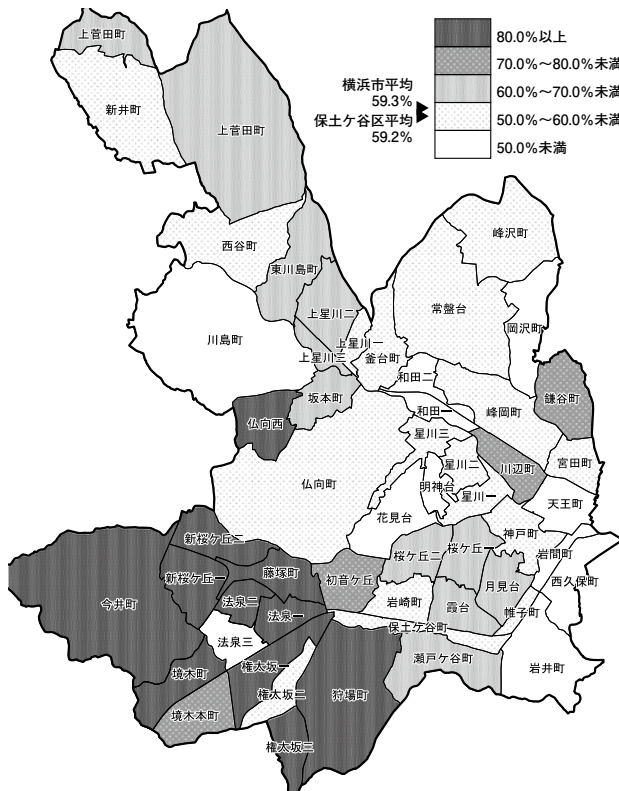 80.0%以上
70.0%～80.0%未満
60.0%～70.0%未満
50.0%～60.0%未満
50.0%未満
横浜市平均
59.3%
保土ケ谷区平均
59.2%
上菅田町
新井町
上菅田町
峰沢町
西谷町
東川島町
常盤台
岡沢町
上星川二
川島町
上星川一
上星川三
釜台町
和田二
坂本町
鎌谷町
和田一
峰岡町
仏向西
星川三
宮田町
星川二
川辺町
仏向町
明神台
星川一
天王町
花見台
神戸町
新桜ケ丘二
桜ケ丘二
桜ケ丘一
岩間町
新桜ケ丘一
藤塚町
初音ケ丘
月見台
西久保町
今井町
法泉二
法泉一
岩崎町
霞台
帷子町
保土ケ谷町
法泉三
瀬戸ケ谷町
岩井町
境木町
権太坂一
権太坂二
狩場町
境木本町
権太坂三